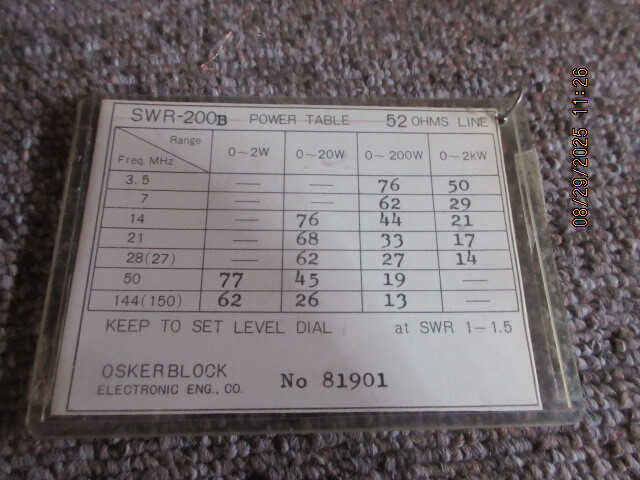 SWR-200B POWER TABLE 52 OHMS LINE
Range
Freq. MHz 0~2W 0~20W 0~200W 0~2kW
3.5 — — 76 50
7 — — 62 29
14 — 76 44 21
21 — 68 33 17
28(27) — 62 27 14
50 77 45 19 —
144(150) 62 26 13 —
KEEP TO SET LEVEL DIAL at SWR 1-1.5
OSKERBLOCK
ELECTRONIC ENG., CO. No 81901
08/29/2025 11:26